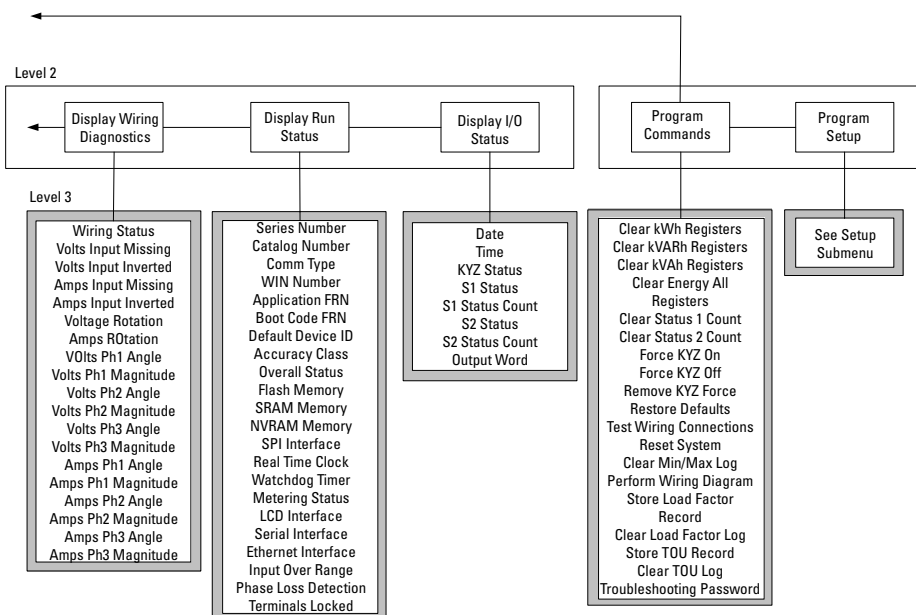 Level 2
Display Wiring
Diagnostics
Display Run
Status
Display I/O
Status
Program
Commands
Program
Setup
Level 3
Wiring Status
Volts Input Missing
Volts Input Inverted
Amps Input Missing
Amps Input Inverted
Voltage Rotation
Amps ROtation
VOlts Ph1 Angle
Volts Ph1 Magnitude
Volts Ph2 Angle
Volts Ph2 Magnitude
Volts Ph3 Angle
Volts Ph3 Magnitude
Amps Ph1 Angle
Amps Ph1 Magnitude
Amps Ph2 Angle
Amps Ph2 Magnitude
Amps Ph3 Angle
Amps Ph3 Magnitude
Series Number
Catalog Number
Comm Type
WIN Number
Application FRN
Boot Code FRN
Default Device ID
Accuracy Class
Overall Status
Flash Memory
SRAM Memory
NVRAM Memory
SPI Interface
Real Time Clock
Watchdog Timer
Metering Status
LCD Interface
Serial Interface
Ethernet Interface
Input Over Range
Phase Loss Detection
Terminals Locked
Date
Time
KYZ Status
S1 Status
S1 Status Count
S2 Status
S2 Status Count
Output Word
Clear kWh Registers
Clear kVARh Registers
Clear kVAh Registers
Clear Energy All
Registers
Clear Status 1 Count
Clear Status 2 Count
Force KYZ On
Force KYZ Off
Remove KYZ Force
Restore Defaults
Test Wiring Connections
Reset System
Clear Min/Max Log
Perform Wiring Diagram
Store Load Factor
Record
Clear Load Factor Log
Store TOU Record
Clear TOU Log
Troubleshooting Password
See Setup
Submenu